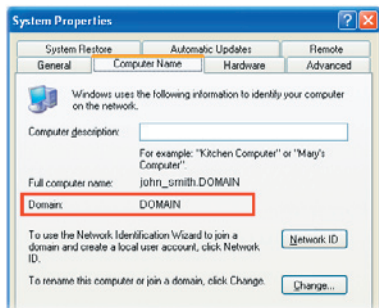 System Properties
System Restore Automatic Updates Remote
General Computer Name Hardware Advanced
Windows uses the following information to identify your computer
on the network.
Computer description:
For example: "Kitchen Computer" or "Mary's
Computer".
Full computer name: john_smith.DOMAIN
Domain: DOMAIN
To use the Network Identification Wizard to join a
domain and create a local user account, click Network
ID.
Network ID
To rename this computer or join a domain, click Change.
Change...